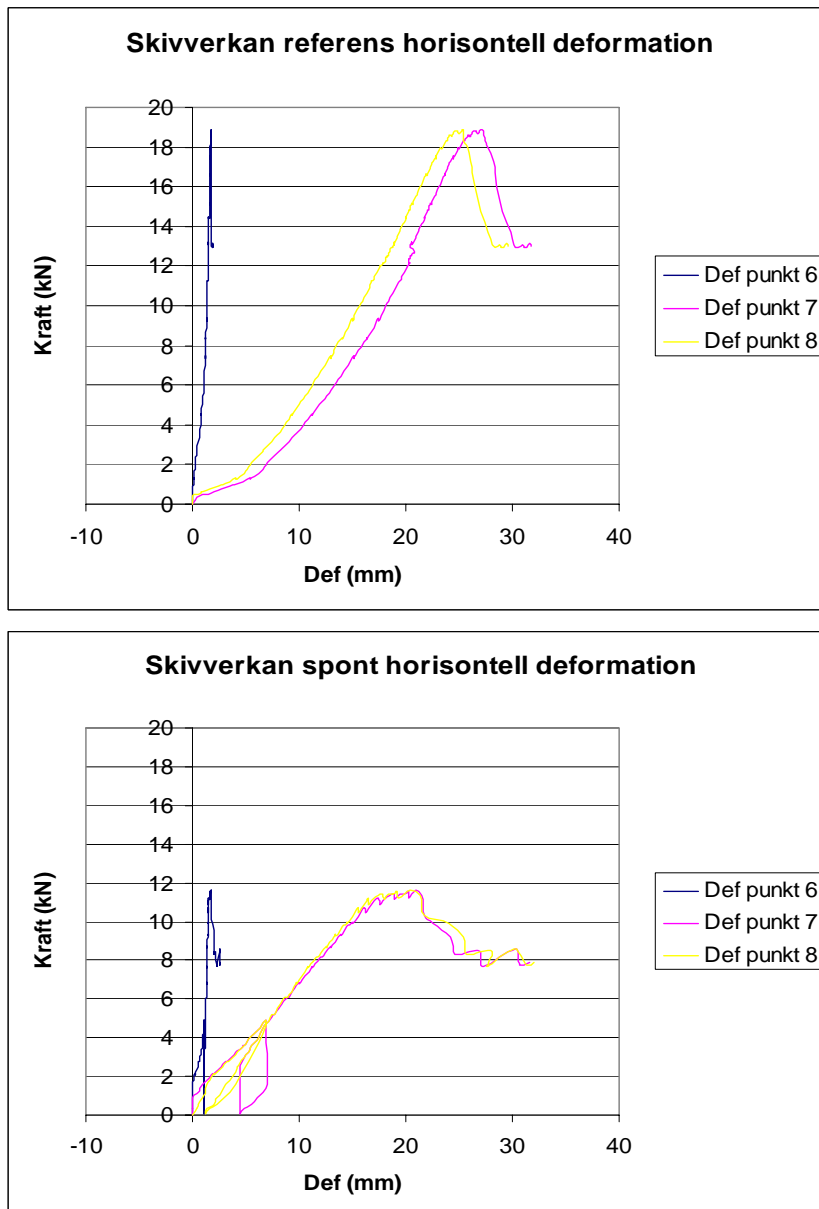 Skivverkan referens horisontell deformation
20
18
16
14
12
10
8
6
4
2
0
-10 0 10 20 30 40
Kraft (kN)
Def (mm)
Def punkt 6
Def punkt 7
Def punkt 8
Skivverkan spont horisontell deformation
20
18
16
14
12
10
8
6
4
2
0
-10 0 10 20 30 40
Kraft (kN)
Def (mm)
Def punkt 6
Def punkt 7
Def punkt 8